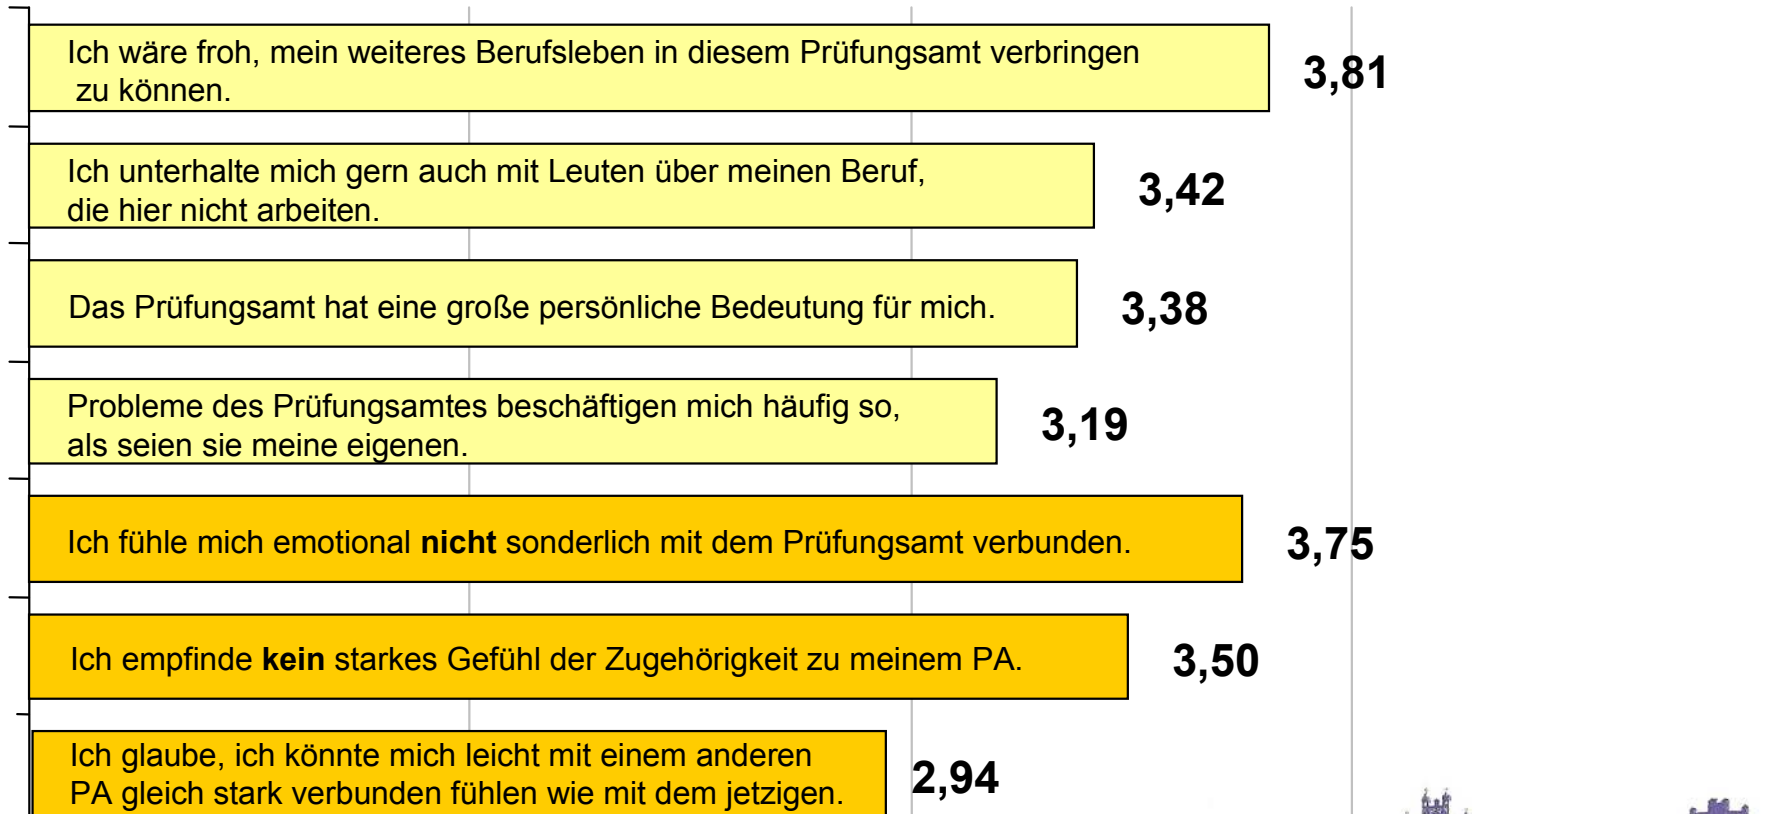 Ich wäre froh, mein weiteres Berufsleben in diesem Prüfungsamt verbringen
zu können.
3,81
Ich unterhalte mich gern auch mit Leuten über meinen Beruf,
die hier nicht arbeiten.
3,42
Das Prüfungsamt hat eine große persönliche Bedeutung für mich.
3,38
Probleme des Prüfungsamtes beschäftigen mich häufig so,
als seien sie meine eigenen.
3,19
Ich fühle mich emotional nicht sonderlich mit dem Prüfungsamt verbunden.
3,75
Ich empfinde kein starkes Gefühl der Zugehörigkeit zu meinem PA.
3,50
Ich glaube, ich könnte mich leicht mit einem anderen
PA gleich stark verbunden fühlen wie mit dem jetzigen.
2,94